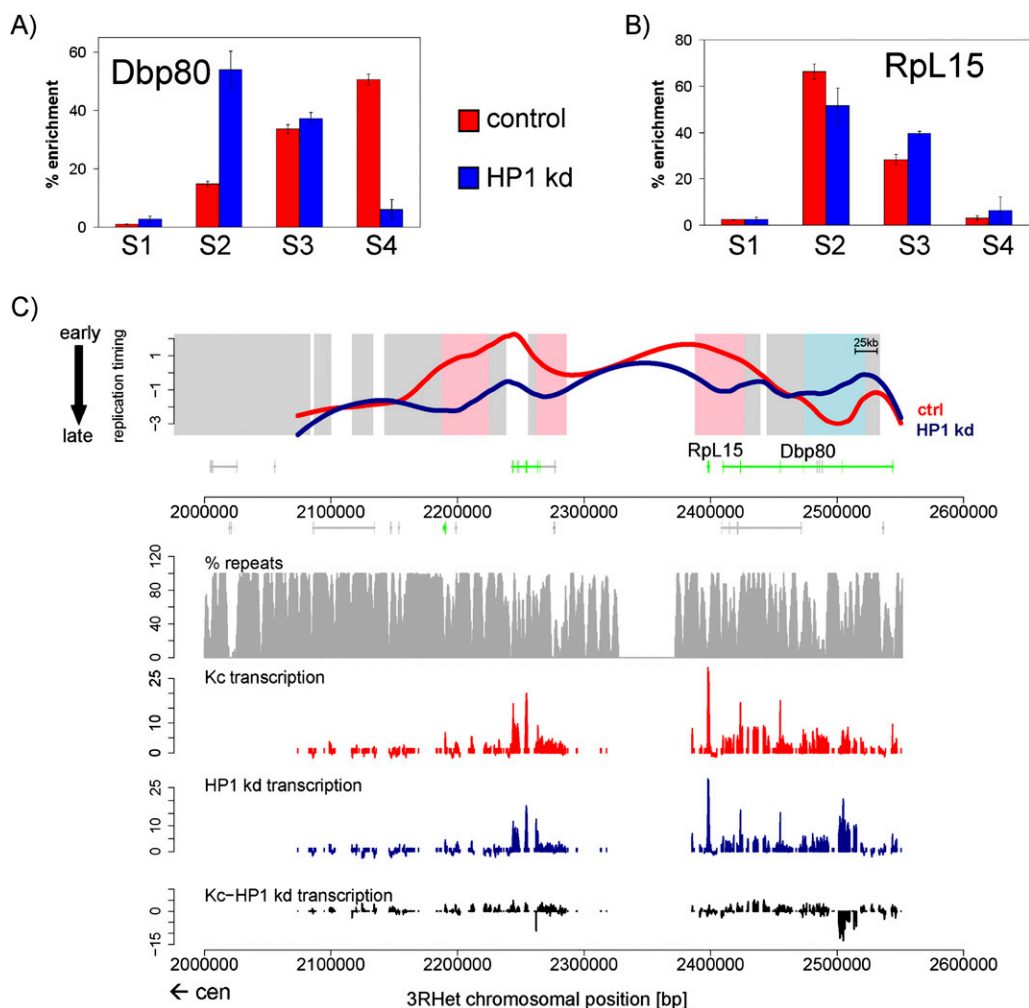 A)
Dbp80
% enrichment
60
40
20
0
S1 S2 S3 S4
control
HP1 kd
B)
RpL15
% enrichment
80
60
40
20
0
S1 S2 S3 S4
C)
early
late
replication timing
1
-1
-3
25kb
ctrl
HP1 kd
RpL15 Dbp80
2000000 2100000 2200000 2300000 2400000 2500000 2600000
% repeats
120
80
40
0
Kc transcription
25
10
0
HP1 kd transcription
25
10
0
Kc−HP1 kd transcription
0
−15
2000000 2100000 2200000 2300000 2400000 2500000 2600000
← cen
3RHet chromosomal position [bp]